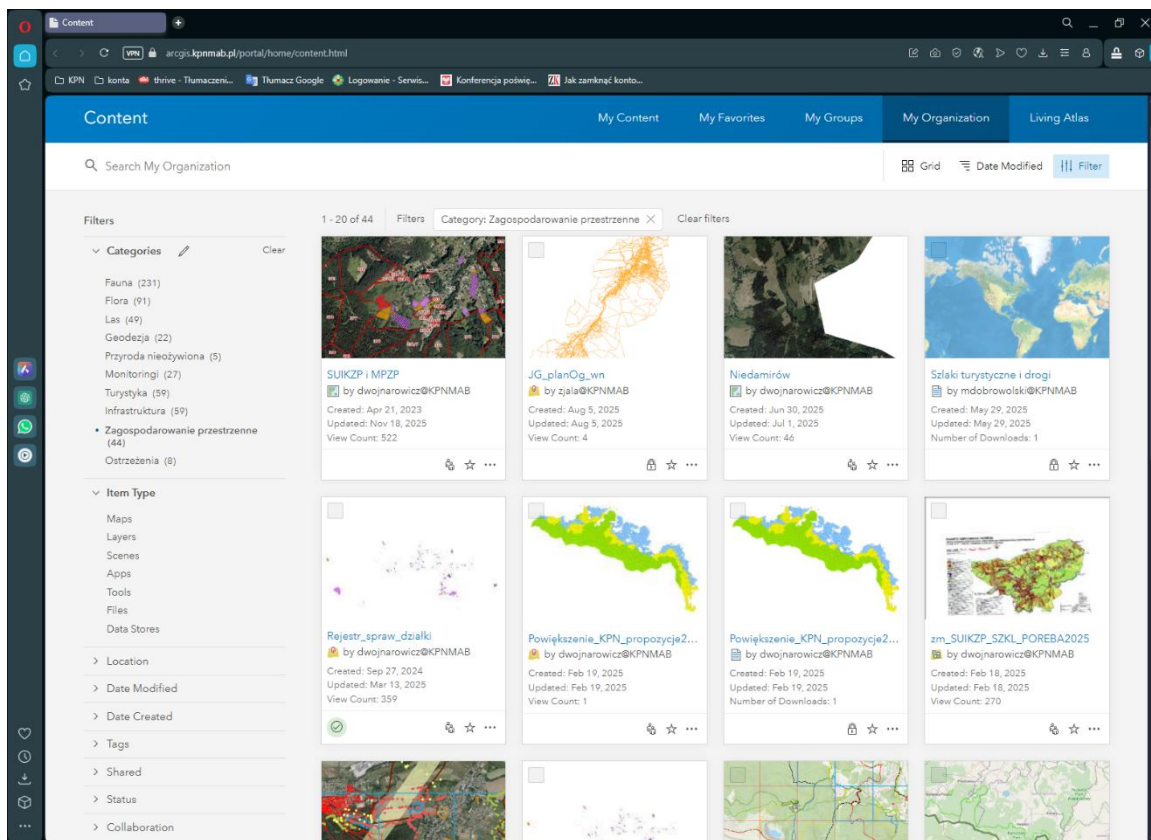 Content
VPN
arcgis.kpnmab.pl/portal/home/content.html
KPN
konta
thrive - Tłumaczeni...
Tłumacz Google
Logowanie - Serwis...
Konferencja poświę...
Jak zamknąć konto...
Content
My Content
My Favorites
My Groups
My Organization
Living Atlas
Search My Organization
Grid
Date Modified
Filter
Filters
1 - 20 of 44
Filters
Category: Zagospodarowanie przestrzenne
Clear filters
Categories
Clear
Fauna (231)
Flora (91)
Las (49)
Geodezja (22)
Przyroda nieożywiona (5)
Monitoringi (27)
Turystyka (59)
Infrastruktura (59)
Zagospodarowanie przestrzenne
(44)
Ostrzeżenia (8)
Item Type
Maps
Layers
Scenes
Apps
Tools
Files
Data Stores
Location
Date Modified
Date Created
Tags
Shared
Status
Collaboration
SUIKZP i MPZP
by dwojnarowicz@KPNMAB
Created: Apr 21, 2023
Updated: Nov 18, 2025
View Count: 522
JG_planOg_wn
by zjala@KPNMAB
Created: Aug 5, 2025
Updated: Aug 5, 2025
View Count: 4
Niedamirów
by dwojnarowicz@KPNMAB
Created: Jun 30, 2025
Updated: Jul 1, 2025
View Count: 46
Szlaki turystyczne i drogi
by mdobrowolski@KPNMAB
Created: May 29, 2025
Updated: May 29, 2025
Number of Downloads: 1
Rejestr_spraw_działki
by dwojnarowicz@KPNMAB
Created: Sep 27, 2024
Updated: Mar 13, 2025
View Count: 359
Powiększenie_KPN_propozycje2...
by dwojnarowicz@KPNMAB
Created: Feb 19, 2025
Updated: Feb 19, 2025
View Count: 1
Powiększenie_KPN_propozycje2...
by dwojnarowicz@KPNMAB
Created: Feb 19, 2025
Updated: Feb 19, 2025
Number of Downloads: 1
zm_SUIKZP_SZKL_POREBA2025
by dwojnarowicz@KPNMAB
Created: Feb 18, 2025
Updated: Feb 18, 2025
View Count: 270